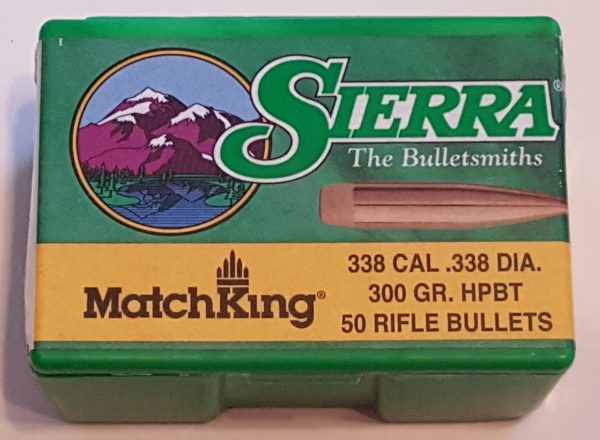 SIERRA®
The Bulletsmiths
MatchKing®
338 CAL .338 DIA.
300 GR. HPBT
50 RIFLE BULLETS